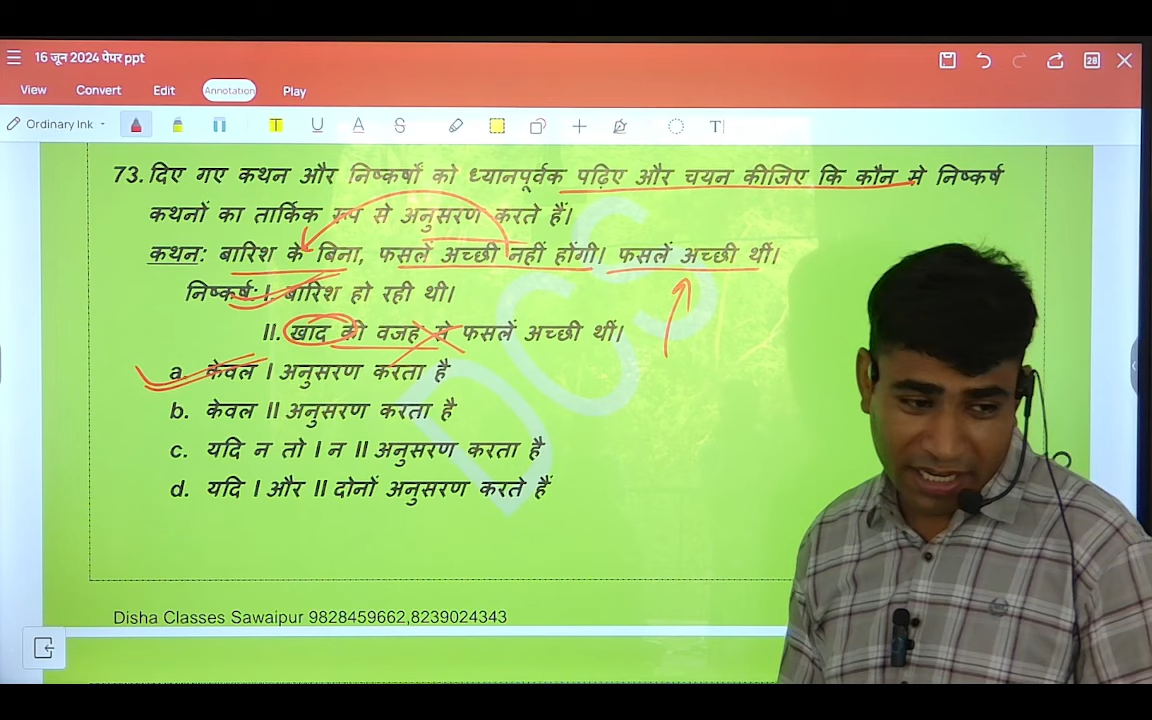 16 जून 2024 पेपर ppt
28
View Convert Edit Annotation Play
Ordinary Ink
73. दिए गए कथन और निष्कर्षों को ध्यानपूर्वक पढ़िए और चयन कीजिए कि कौन से निष्कर्ष
कथनों का तार्किक रुप से अनुसरण करते हैं।
कथन: बारिश के बिना, फसलें अच्छी नहीं होंगी। फसलें अच्छी थीं।
निष्कर्ष: I. बारिश हो रही थी।
II. खाद की वजहे से फसलें अच्छी थीं।
a. केवल I अनुसरण करता है
b. केवल II अनुसरण करता है
c. यदि न तो I न II अनुसरण करता है
d. यदि I और II दोनों अनुसरण करते हैं
DCS
Disha Classes Sawaipur 9828459662,8239024343